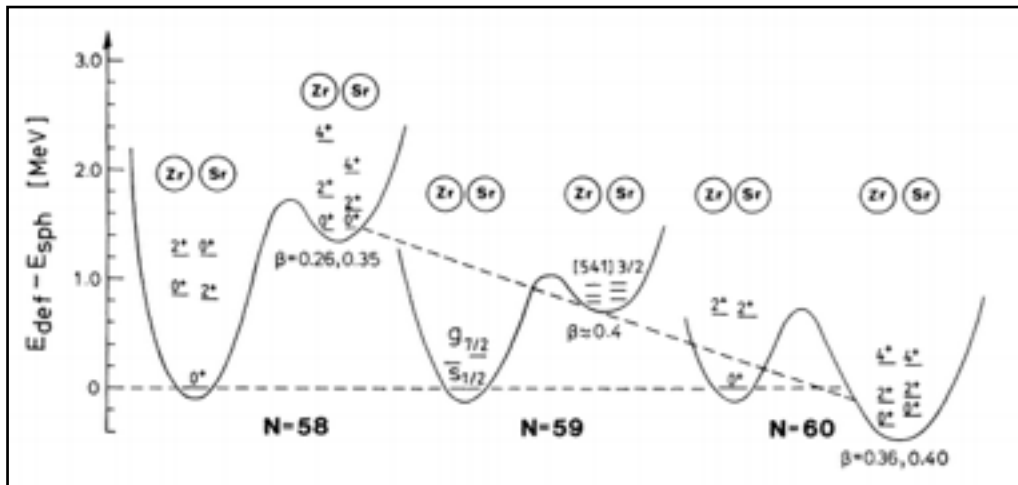 E_def - E_sph [MeV]
3.0
2.0
1.0
0
Zr Sr
2+ 0+
0+ 2+
0+
Zr Sr
4+
4+
2+
2+
0+ 0+
β=0.26,0.35
N=58
Zr Sr
g7/2
s1/2
Zr Sr
[541] 3/2
β≈0.4
N=59
Zr Sr
2+ 2+
0+
Zr Sr
4+ 4+
2+ 2+
0+ 0+
β=0.36,0.40
N=60